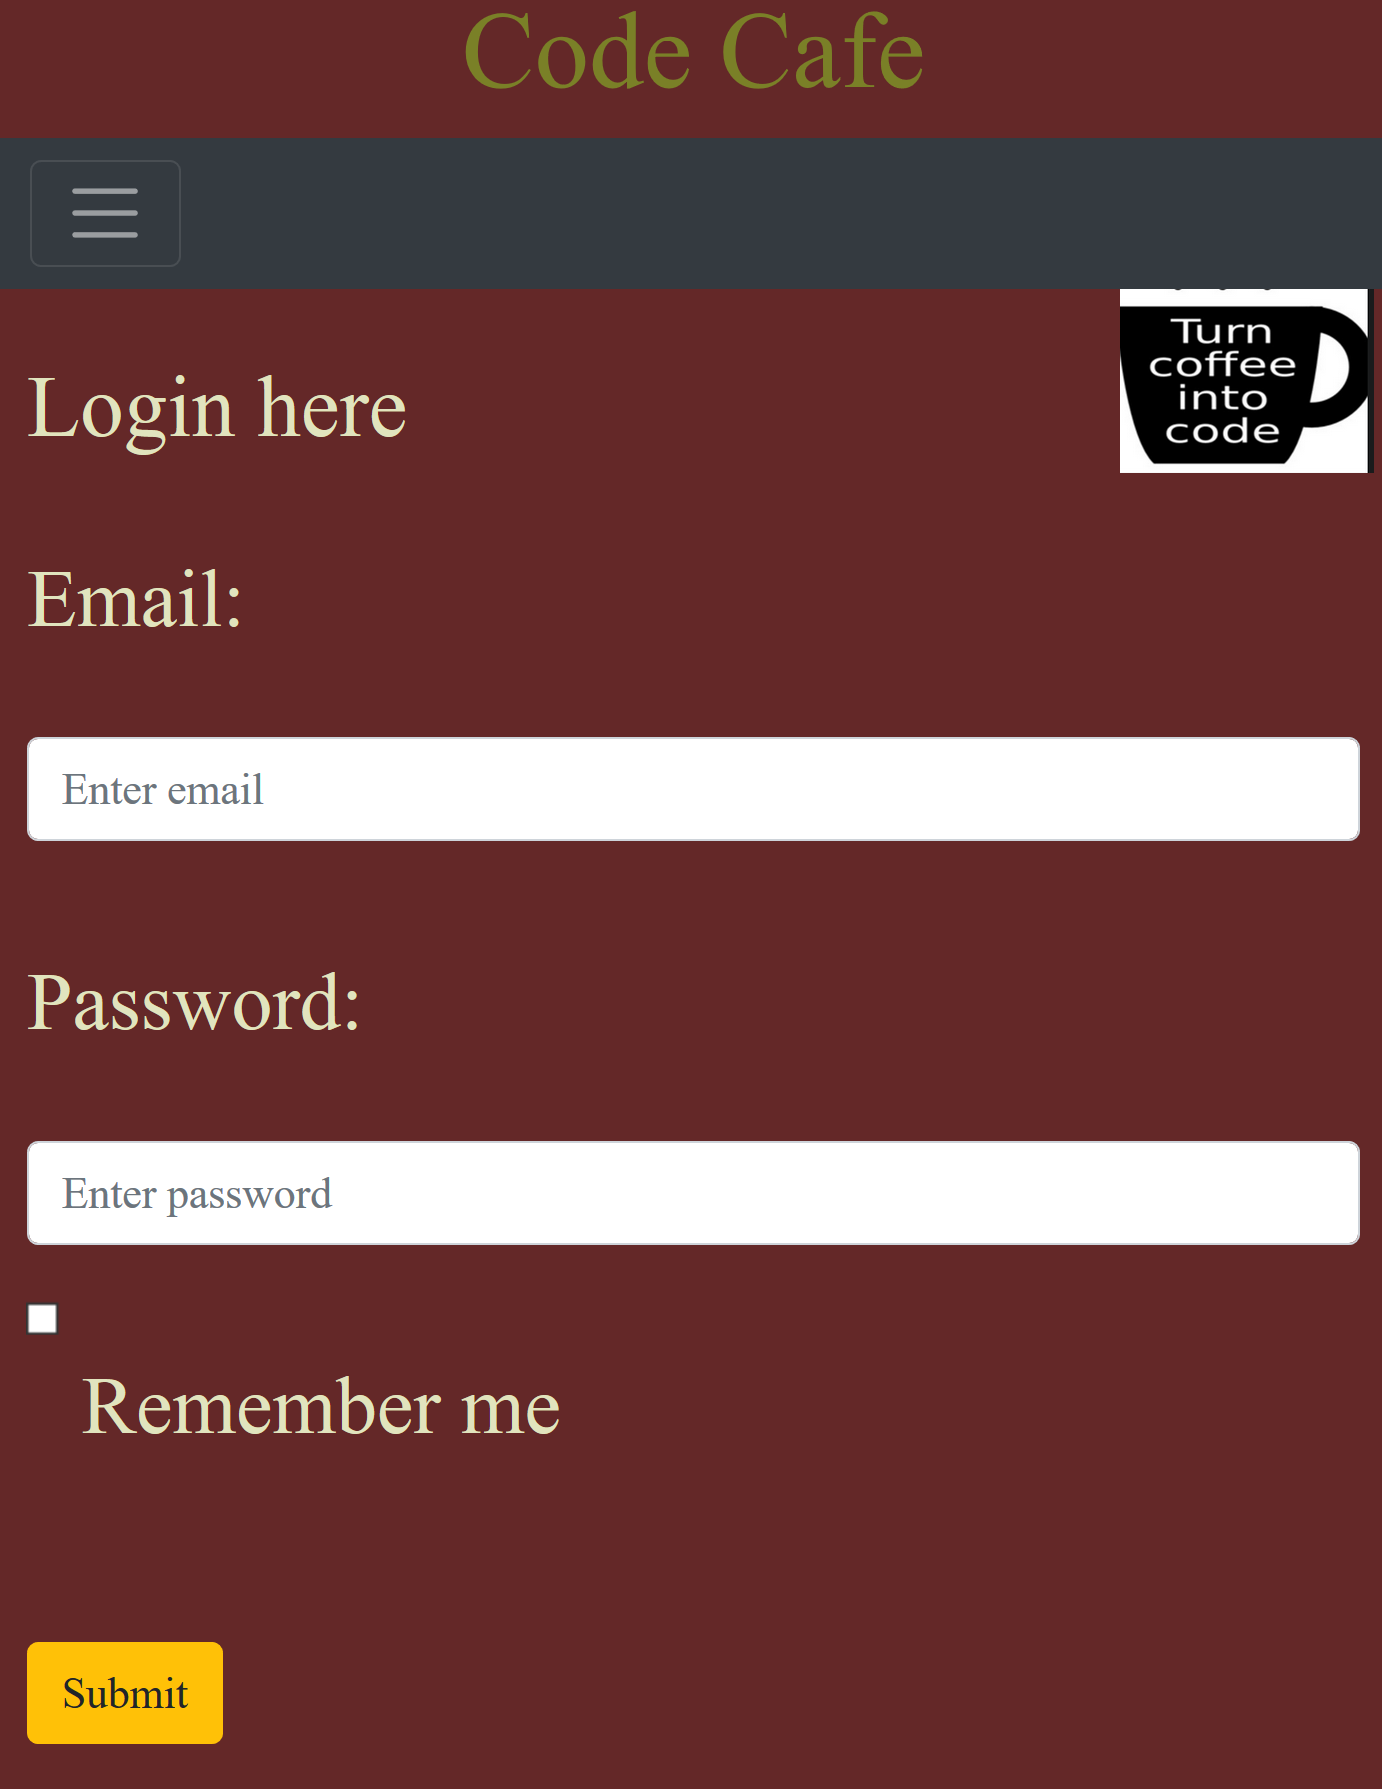 Code Cafe
Turn
coffee
into
code
Login here
Email:
Enter email
Password:
Enter password
Remember me
Submit